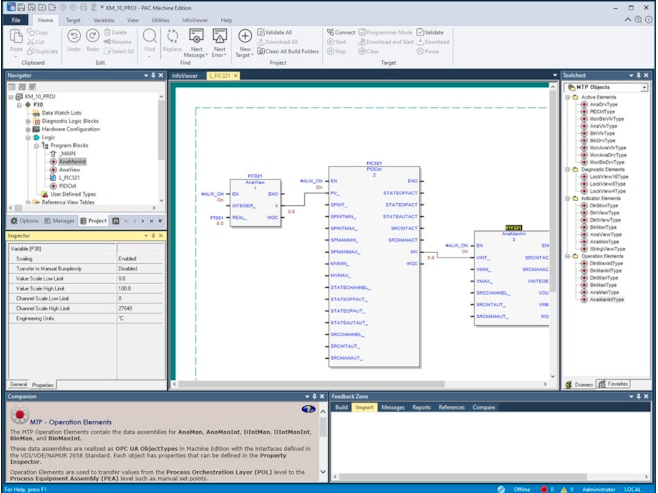 KM_10_PROJ - PAC Machine Edition
File Home Target Variables View Utilities InfoViewer Help
Paste Copy Cut Duplicate
Undo Redo Delete Rename Select All
Find Replace Next Message Next Error
New Target Validate All Download All Clean All Build Folders
Connect Programmer Mode Validate
Start Download and Start Download
Stop Clear Pause
Clipboard Edit Find Project Target
Navigator
KM_10_PROJ
P30
Data Watch Lists
Diagnostic Logic Blocks
Hardware Configuration
Logic
Program Blocks
_MAIN
AnaManInt
AnaView
L_FIC321
PIDCtrl
User Defined Types
Reference View Tables
Options Manager Project
Inspector
Variable [P30]
Scaling Enabled
Transfer to Manual Bumplessly Disabled
Value Scale Low Limit 0.0
Value Scale High Limit 100.0
Channel Scale Low Limit 0
Channel Scale High Limit 27648
Engineering Units °C
General Properties
InfoViewer L_FIC321
FIT321
AnaView
1
#ALW_ON EN ENO
On
INTEGER_ V
0.0
FT321 REAL_ WQC
0.0
FIC321
PIDCtrl
2
#ALW_ON EN ENO
On
PV_ STATEOFFACT
SPINT_ STATEOPACT
SPINTMIN_ STATEAUTACT
SPINTMAX_ SRCINTACT
SPMANMIN_ SRCMANACT
SPMANMAX_ MV
0.0
MVMIN_ WQC
MVMAX_
STATECHANNEL_
STATEOFFAUT_
STATEOPAUT_
STATEAUTAUT_
SRCCHANNEL_
SRCINTAUT_
SRCMANAUT_
AnaManInt
3
#ALW_ON EN ENO
On
VINT_ SRCINTAC
VMIN_ SRCMANAC
VMAX_
SRCCHANNEL_ VOU
SRCINTAUT_ VRB
SRCMANAUT_ WQ
Toolchest
MTP Objects
Active Elements
AnaDrvType
PIDCtrlType
MonBinVlvType
AnaVlvType
BinVlvType
BinDrvType
MonAnaVlvType
MonAnaDrvType
MonBinDrvType
Diagnostic Elements
LockView16Type
LockView8Type
LockView4Type
Indicator Elements
DIntMonType
BinViewType
DIntViewType
BinMonType
AnaViewType
AnaMonType
StringViewType
Operation Elements
DIntManIntType
BinManIntType
DIntManType
BinManType
AnaManType
AnaManIntType
Drawers Favorites
Companion
MTP - Operation Elements
The MTP Operation Elements contain the data assemblies for AnaMan, AnaManInt, DIntMan, DIntManInt,
BinMan, and BinManInt.
These data assemblies are realized as OPC UA ObjectTypes in Machine Edition with the interfaces defined in
the VDI/VDE/NAMUR 2658 Standard. Each object has properties that can be defined in the Property
Inspector.
Operation Elements are used to transfer values from the Process Orchestration Layer (POL) level to the
Process Equipment Assembly (PEA) level such as manual set points.
Feedback Zone
Build Import Messages Reports References Compare
For Help, press F1 Offline 0 0 Administrator LOCAL